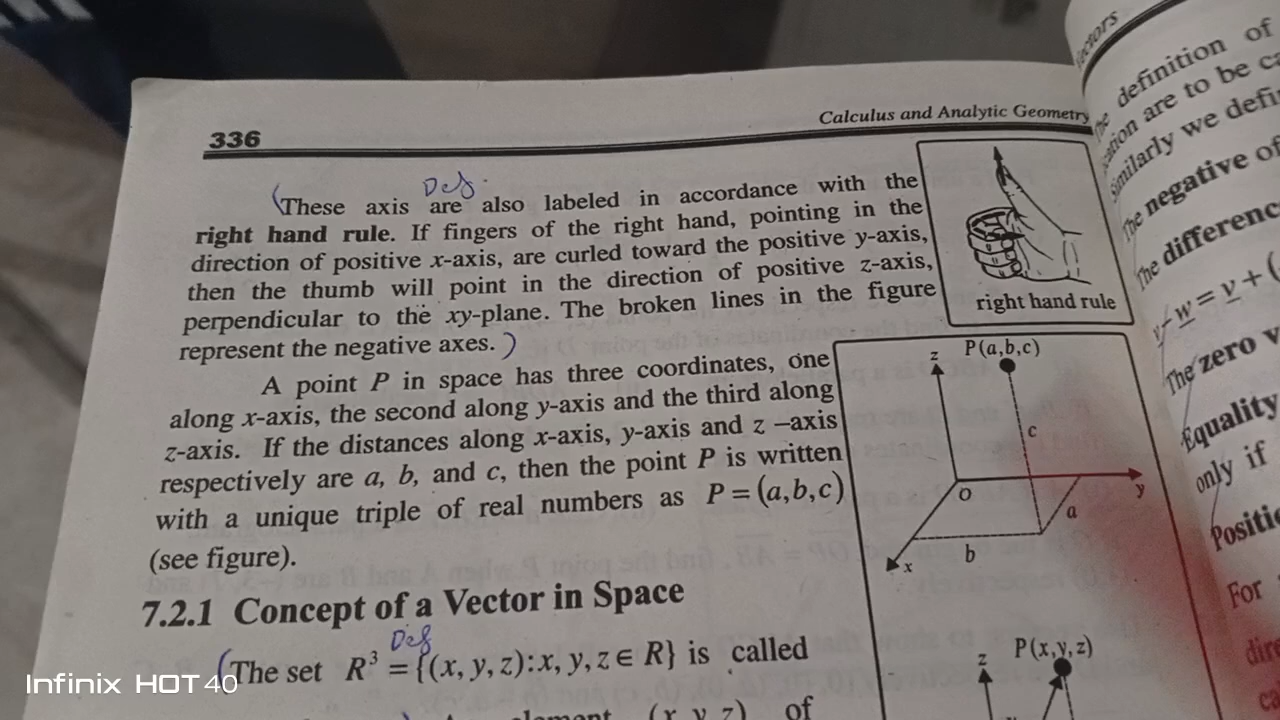 336
Calculus and Analytic Geometry
Def.
(These axis are also labeled in accordance with the
right hand rule. If fingers of the right hand, pointing in the
direction of positive x-axis, are curled toward the positive y-axis,
then the thumb will point in the direction of positive z-axis,
perpendicular to the xy-plane. The broken lines in the figure
represent the negative axes.)
right hand rule
A point P in space has three coordinates, one
along x-axis, the second along y-axis and the third along
z-axis. If the distances along x-axis, y-axis and z –axis
respectively are a, b, and c, then the point P is written
with a unique triple of real numbers as P = (a,b,c)
(see figure).
z
P(a,b,c)
c
o
y
a
b
x
7.2.1 Concept of a Vector in Space
Def
(The set R³ = {(x, y, z): x, y, z ∈ R} is called
(x, y, z) of
z
P(x,y,z)
Infinix HOT 40
definition of
are to be
Similarly we
The negative of
The
w = v + (
The zero
Equality
only if
For